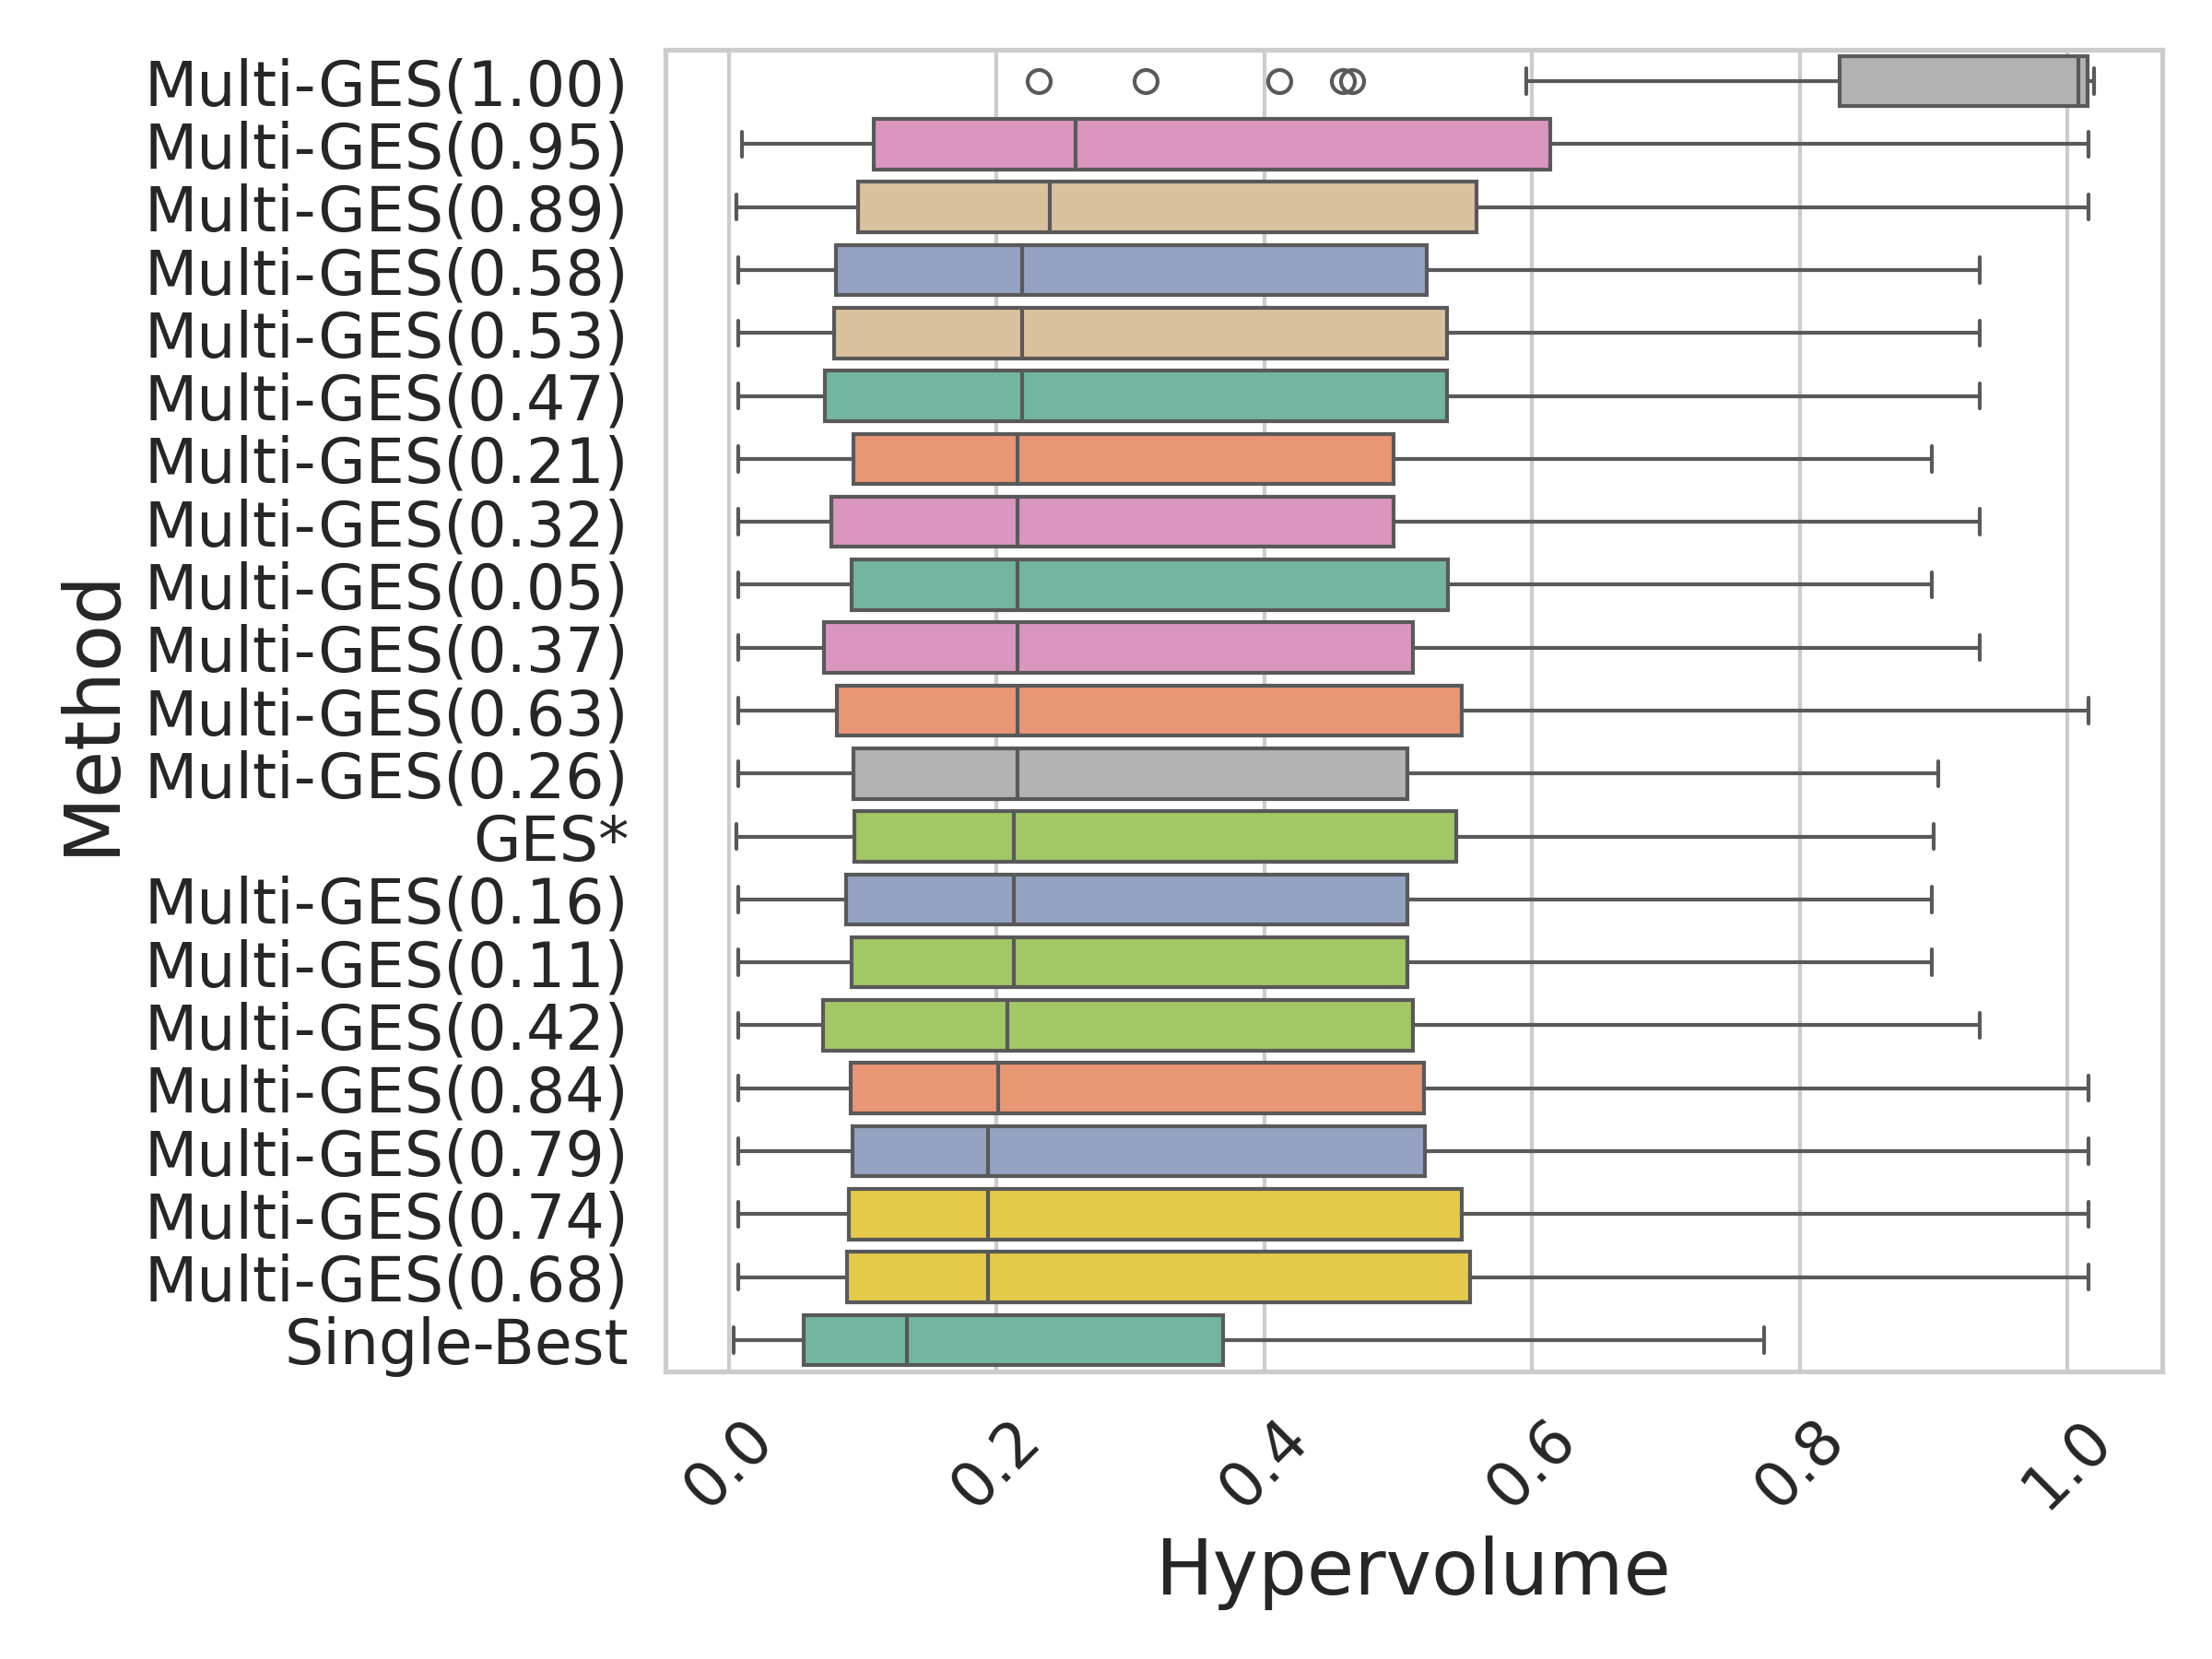 Method
Multi-GES(1.00)
Multi-GES(0.95)
Multi-GES(0.89)
Multi-GES(0.58)
Multi-GES(0.53)
Multi-GES(0.47)
Multi-GES(0.21)
Multi-GES(0.32)
Multi-GES(0.05)
Multi-GES(0.37)
Multi-GES(0.63)
Multi-GES(0.26)
GES*
Multi-GES(0.16)
Multi-GES(0.11)
Multi-GES(0.42)
Multi-GES(0.84)
Multi-GES(0.79)
Multi-GES(0.74)
Multi-GES(0.68)
Single-Best
0.0 0.2 0.4 0.6 0.8 1.0
Hypervolume